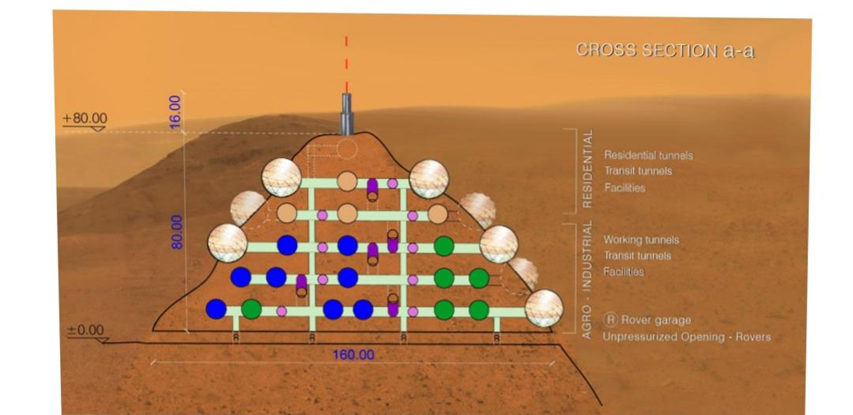 CROSS SECTION a-a
16.00
+80.00
RESIDENTIAL
Residential tunnels
Transit tunnels
Facilities
80.00
AGRO - INDUSTRIAL
Working tunnels
Transit tunnels
Facilities
R Rover garage
Unpressurized Opening - Rovers
±0.00
R R R R
160.00